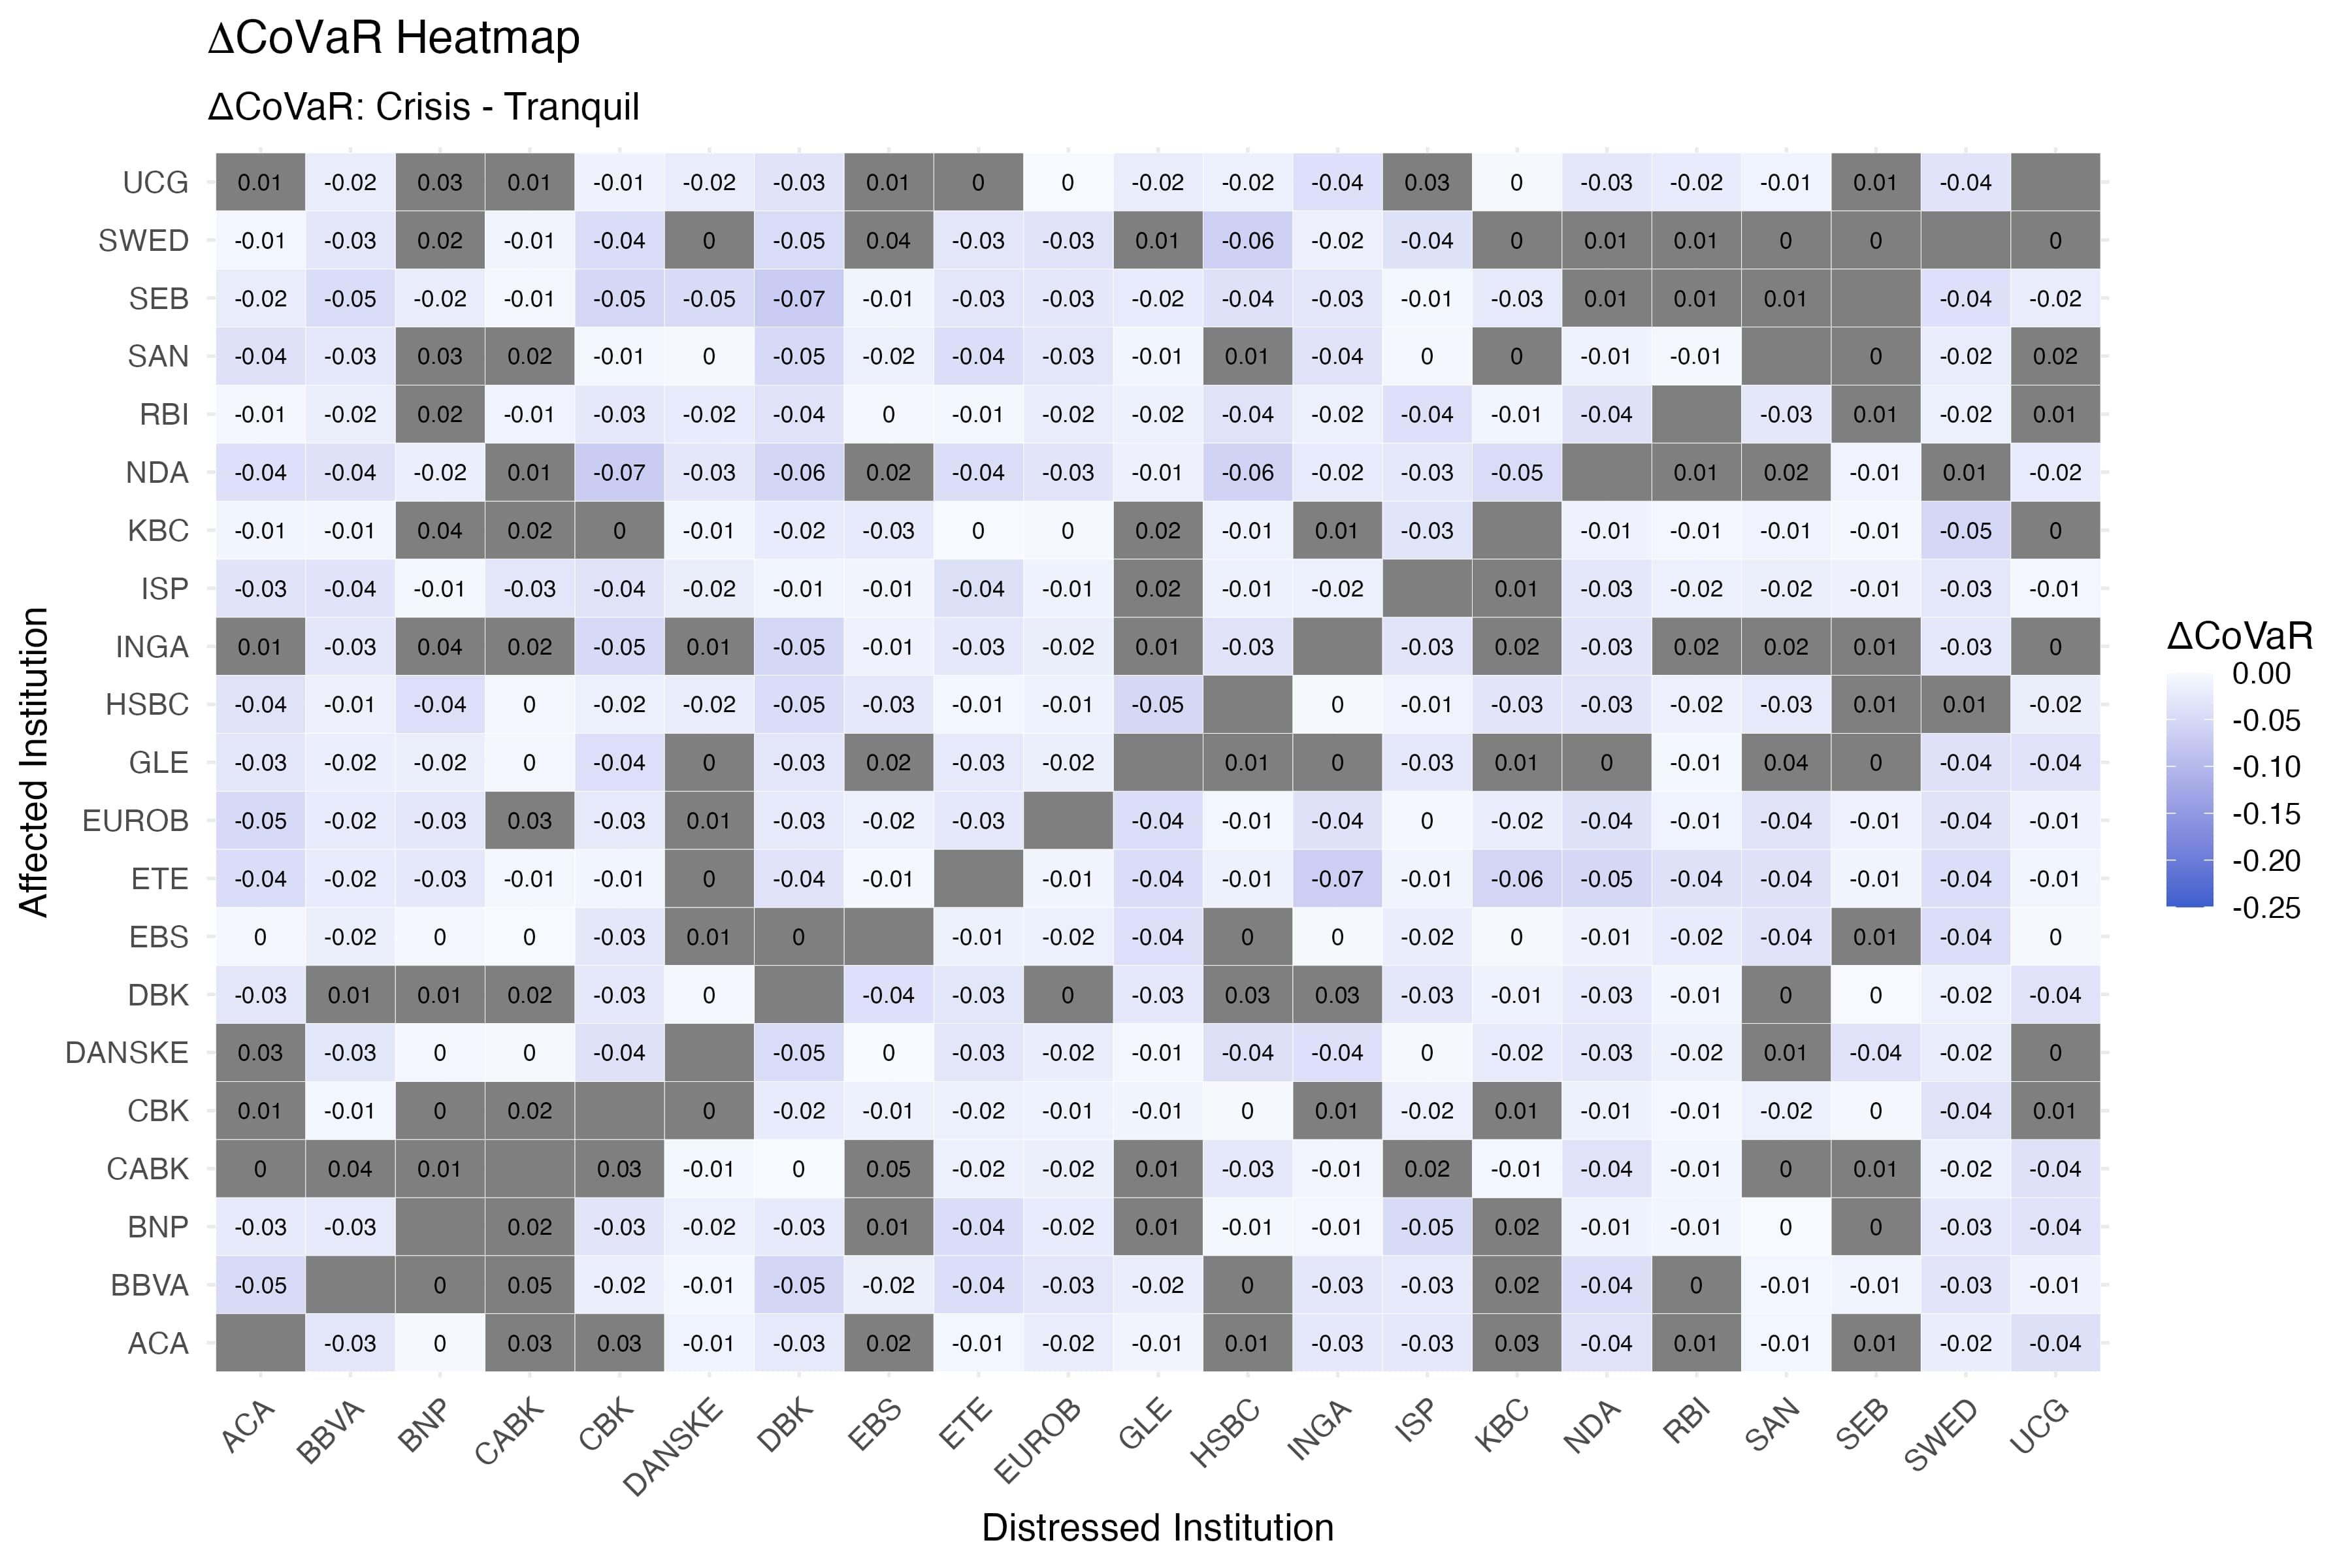 ΔCoVaR Heatmap
ΔCoVaR: Crisis - Tranquil
UCG 0.01 -0.02 0.03 0.01 -0.01 -0.02 -0.03 0.01 0 0 -0.02 -0.02 -0.04 0.03 0 -0.03 -0.02 -0.01 0.01 -0.04
SWED -0.01 -0.03 0.02 -0.01 -0.04 0 -0.05 0.04 -0.03 -0.03 0.01 -0.06 -0.02 -0.04 0 0.01 0.01 0 0 0
SEB -0.02 -0.05 -0.02 -0.01 -0.05 -0.05 -0.07 -0.01 -0.03 -0.03 -0.02 -0.04 -0.03 -0.01 -0.03 0.01 0.01 0.01 -0.04 -0.02
SAN -0.04 -0.03 0.03 0.02 -0.01 0 -0.05 -0.02 -0.04 -0.03 -0.01 0.01 -0.04 0 0 -0.01 -0.01 0 -0.02 0.02
RBI -0.01 -0.02 0.02 -0.01 -0.03 -0.02 -0.04 0 -0.01 -0.02 -0.02 -0.04 -0.02 -0.04 -0.01 -0.04 -0.03 0.01 -0.02 0.01
NDA -0.04 -0.04 -0.02 0.01 -0.07 -0.03 -0.06 0.02 -0.04 -0.03 -0.01 -0.06 -0.02 -0.03 -0.05 0.01 0.02 -0.01 0.01 -0.02
KBC -0.01 -0.01 0.04 0.02 0 -0.01 -0.02 -0.03 0 0 0.02 -0.01 0.01 -0.03 -0.01 -0.01 -0.01 -0.01 -0.05 0
ISP -0.03 -0.04 -0.01 -0.03 -0.04 -0.02 -0.01 -0.01 -0.04 -0.01 0.02 -0.01 -0.02 0.01 -0.03 -0.02 -0.02 -0.01 -0.03 -0.01
INGA 0.01 -0.03 0.04 0.02 -0.05 0.01 -0.05 -0.01 -0.03 -0.02 0.01 -0.03 -0.03 0.02 -0.03 0.02 0.02 0.01 -0.03 0
HSBC -0.04 -0.01 -0.04 0 -0.02 -0.02 -0.05 -0.03 -0.01 -0.01 -0.05 0 -0.01 -0.03 -0.03 -0.02 -0.03 0.01 0.01 -0.02
GLE -0.03 -0.02 -0.02 0 -0.04 0 -0.03 0.02 -0.03 -0.02 0.01 0 -0.03 0.01 0 -0.01 0.04 0 -0.04 -0.04
EUROB -0.05 -0.02 -0.03 0.03 -0.03 0.01 -0.03 -0.02 -0.03 -0.04 -0.01 -0.04 0 -0.02 -0.04 -0.01 -0.04 -0.01 -0.04 -0.01
ETE -0.04 -0.02 -0.03 -0.01 -0.01 0 -0.04 -0.01 -0.01 -0.04 -0.01 -0.07 -0.01 -0.06 -0.05 -0.04 -0.04 -0.01 -0.04 -0.01
EBS 0 -0.02 0 0 -0.03 0.01 0 -0.01 -0.02 -0.04 0 0 -0.02 0 -0.01 -0.02 -0.04 0.01 -0.04 0
DBK -0.03 0.01 0.01 0.02 -0.03 0 -0.04 -0.03 0 -0.03 0.03 0.03 -0.03 -0.01 -0.03 -0.01 0 0 -0.02 -0.04
DANSKE 0.03 -0.03 0 0 -0.04 -0.05 0 -0.03 -0.02 -0.01 -0.04 -0.04 0 -0.02 -0.03 -0.02 0.01 -0.04 -0.02 0
CBK 0.01 -0.01 0 0.02 0 -0.02 -0.01 -0.02 -0.01 -0.01 0 0.01 -0.02 0.01 -0.01 -0.01 -0.02 0 -0.04 0.01
CABK 0 0.04 0.01 0.03 -0.01 0 0.05 -0.02 -0.02 0.01 -0.03 -0.01 0.02 -0.01 -0.04 -0.01 0 0.01 -0.02 -0.04
BNP -0.03 -0.03 0.02 -0.03 -0.02 -0.03 0.01 -0.04 -0.02 0.01 -0.01 -0.01 -0.05 0.02 -0.01 -0.01 0 0 -0.03 -0.04
BBVA -0.05 0 0.05 -0.02 -0.01 -0.05 -0.02 -0.04 -0.03 -0.02 0 -0.03 -0.03 0.02 -0.04 0 -0.01 -0.01 -0.03 -0.01
ACA -0.03 0 0.03 0.03 -0.01 -0.03 0.02 -0.01 -0.02 -0.01 0.01 -0.03 -0.03 0.03 -0.04 0.01 -0.01 0.01 -0.02 -0.04
ACA BBVA BNP CABK CBK DANSKE DBK EBS ETE EUROB GLE HSBC INGA ISP KBC NDA RBI SAN SEB SWED UCG
Distressed Institution
Affected Institution
ΔCoVaR
0.00
-0.05
-0.10
-0.15
-0.20
-0.25